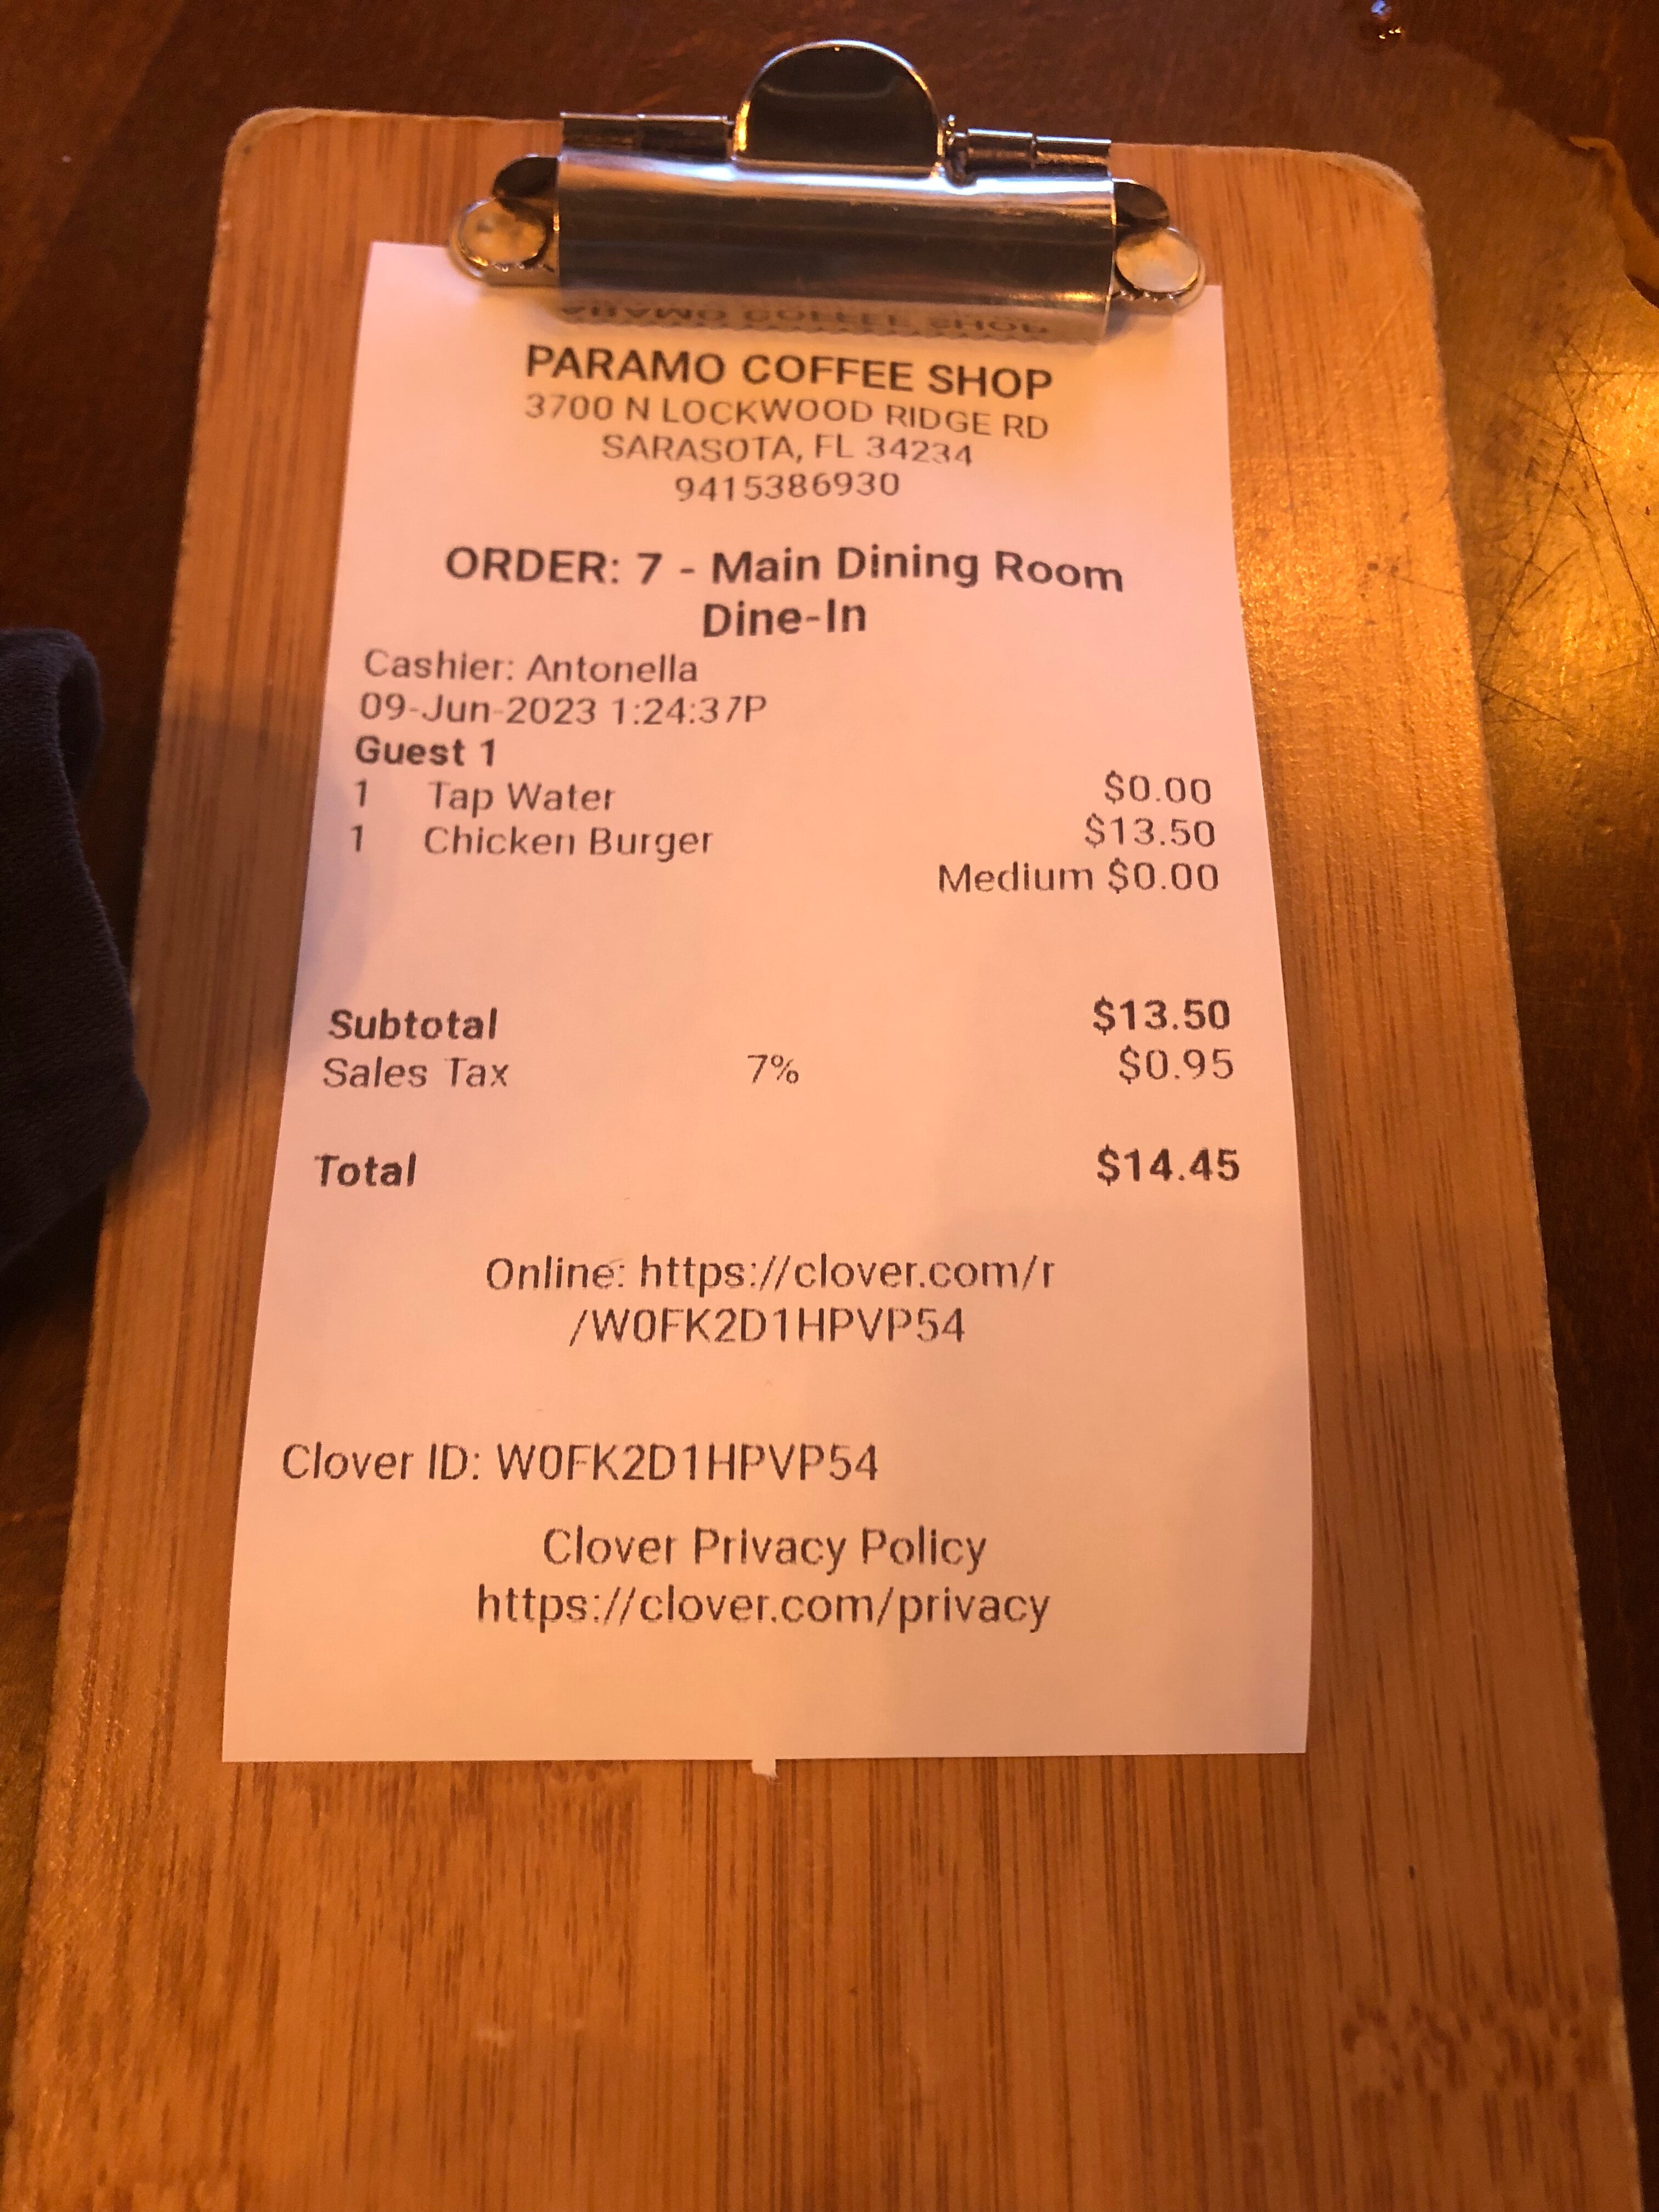 PARAMO COFFEE SHOP
3700 N LOCKWOOD RIDGE RD
SARASOTA, FL 34234
9415386930
ORDER: 7 - Main Dining Room
Dine-In
Cashier: Antonella
09-Jun-2023 1:24:37P
Guest 1
1 Tap Water $0.00
1 Chicken Burger $13.50
Medium $0.00
Subtotal $13.50
Sales Tax 7% $0.95
Total $14.45
Online: https://clover.com/r
/W0FK2D1HPVP54
Clover ID: W0FK2D1HPVP54
Clover Privacy Policy
https://clover.com/privacy